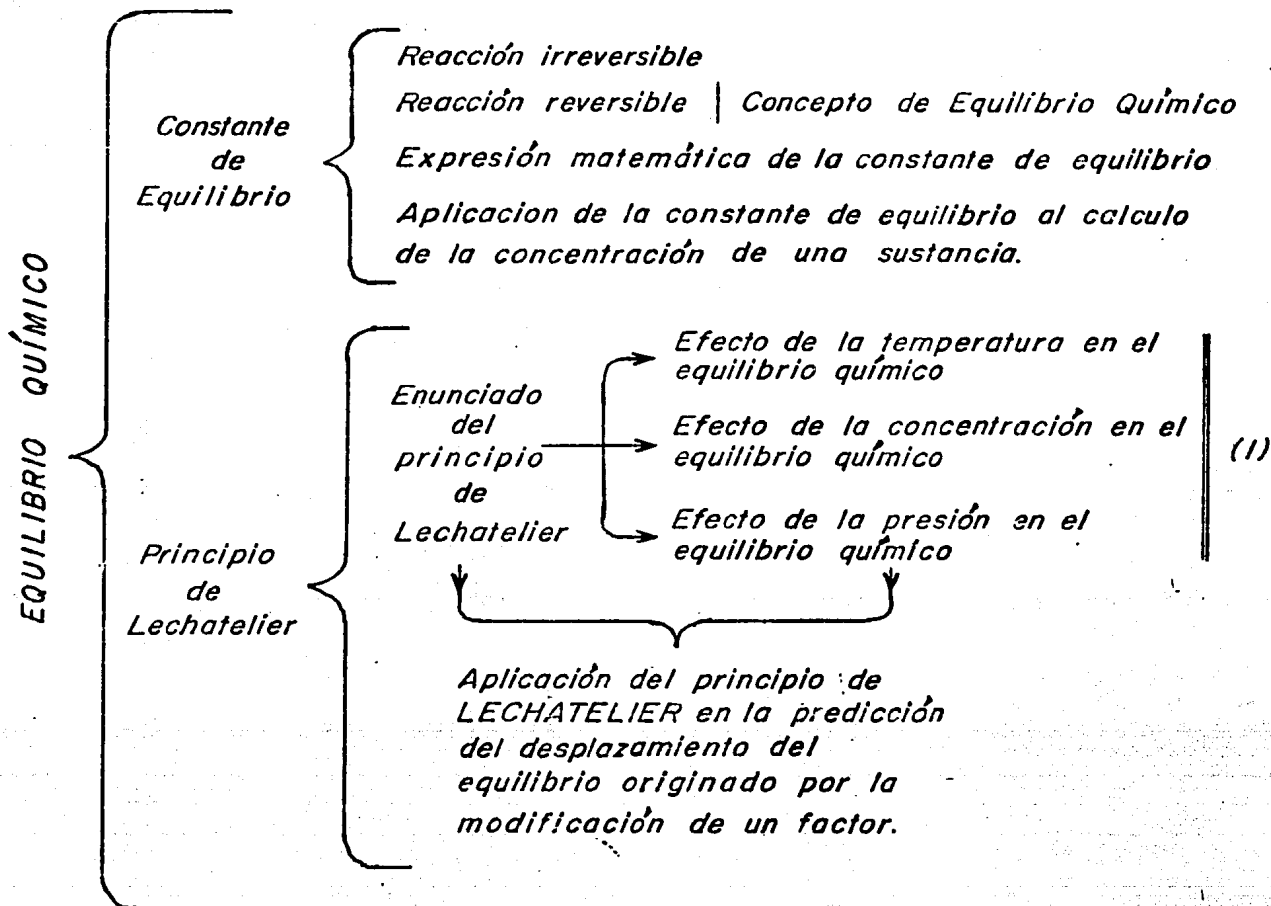 EQUILIBRIO QUÍMICO
Constante
de
Equilibrio
Reacción irreversible
Reacción reversible | Concepto de Equilibrio Químico
Expresión matemática de la constante de equilibrio
Aplicacion de la constante de equilibrio al calculo
de la concentración de una sustancia.
Principio
de
Lechatelier
Enunciado
del
principio
de
Lechatelier
Efecto de la temperatura en el
equilibrio químico
Efecto de la concentración en el
equilibrio químico
Efecto de la presión en el
equilibrio químico
(1)
Aplicación del principio de
LECHATELIER en la predicción
del desplazamiento del
equilibrio originado por la
modificación de un factor.